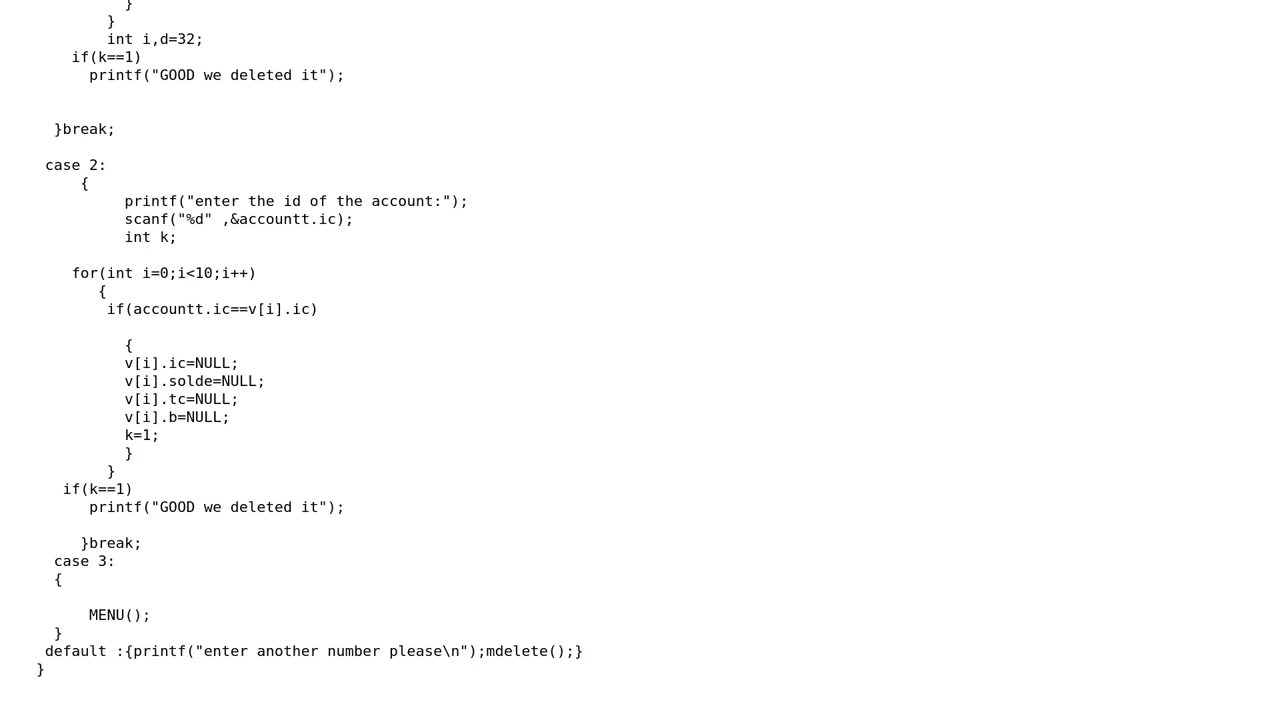 }
}
int i,d=32;
if(k==1)
printf("GOOD we deleted it");
}break;
case 2:
{
printf("enter the id of the account:");
scanf("%d" ,&accountt.ic);
int k;
for(int i=0;i<10;i++)
{
if(accountt.ic==v[i].ic)
{
v[i].ic=NULL;
v[i].solde=NULL;
v[i].tc=NULL;
v[i].b=NULL;
k=1;
}
}
if(k==1)
printf("GOOD we deleted it");
}break;
case 3:
{
MENU();
}
default :{printf("enter another number please\n");mdelete();}
}